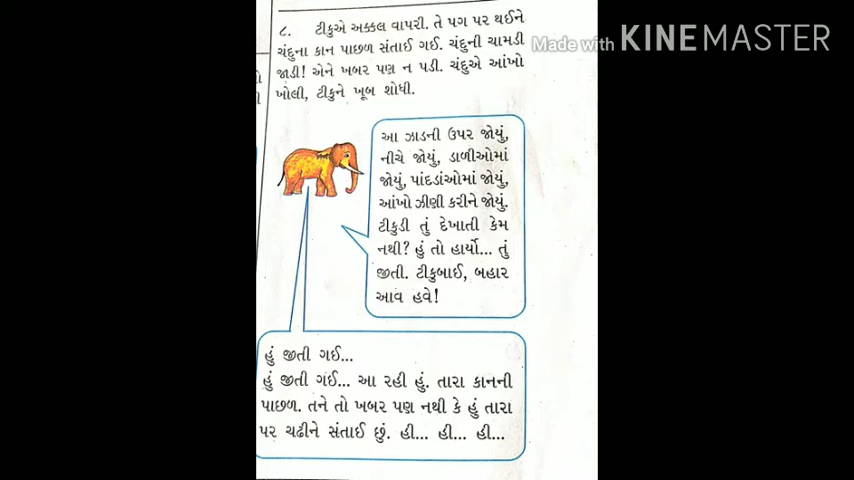 ૮. ટીકુએ અક્કલ વાપરી. તે પગ પર થઈને
ચંદુના કાન પાછળ સંતાઈ ગઈ. ચંદુની ચામડી
જાડી! એને ખબર પણ ન પડી. ચંદુએ આંખો
ખોલી, ટીકુને ખૂબ શોધી.
Made with KINEMASTER
આ ઝાડની ઉપર જોયું,
નીચે જોયું, ડાળીઓમાં
જોયું, પાંદડાંઓમાં જોયું,
આંખો ઝીણી કરીને જોયું.
ટીકુડી તું દેખાતી કેમ
નથી? હું તો હાર્યો... તું
જીતી. ટીકુબાઈ, બહાર
આવ હવે!
હું જીતી ગઈ...
હું જીતી ગઈ... આ રહી હું. તારા કાનની
પાછળ. તને તો ખબર પણ નથી કે હું તારા
પર ચઢીને સંતાઈ છું. હી... હી... હી...